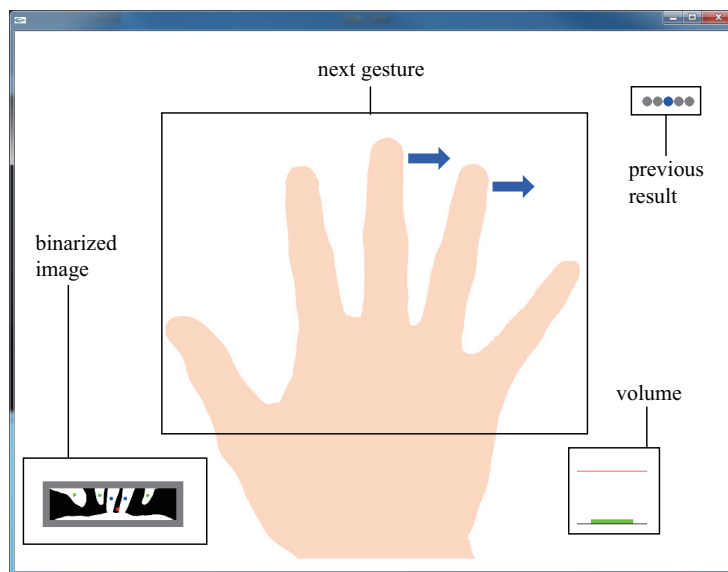 next gesture
previous
result
binarized
image
volume